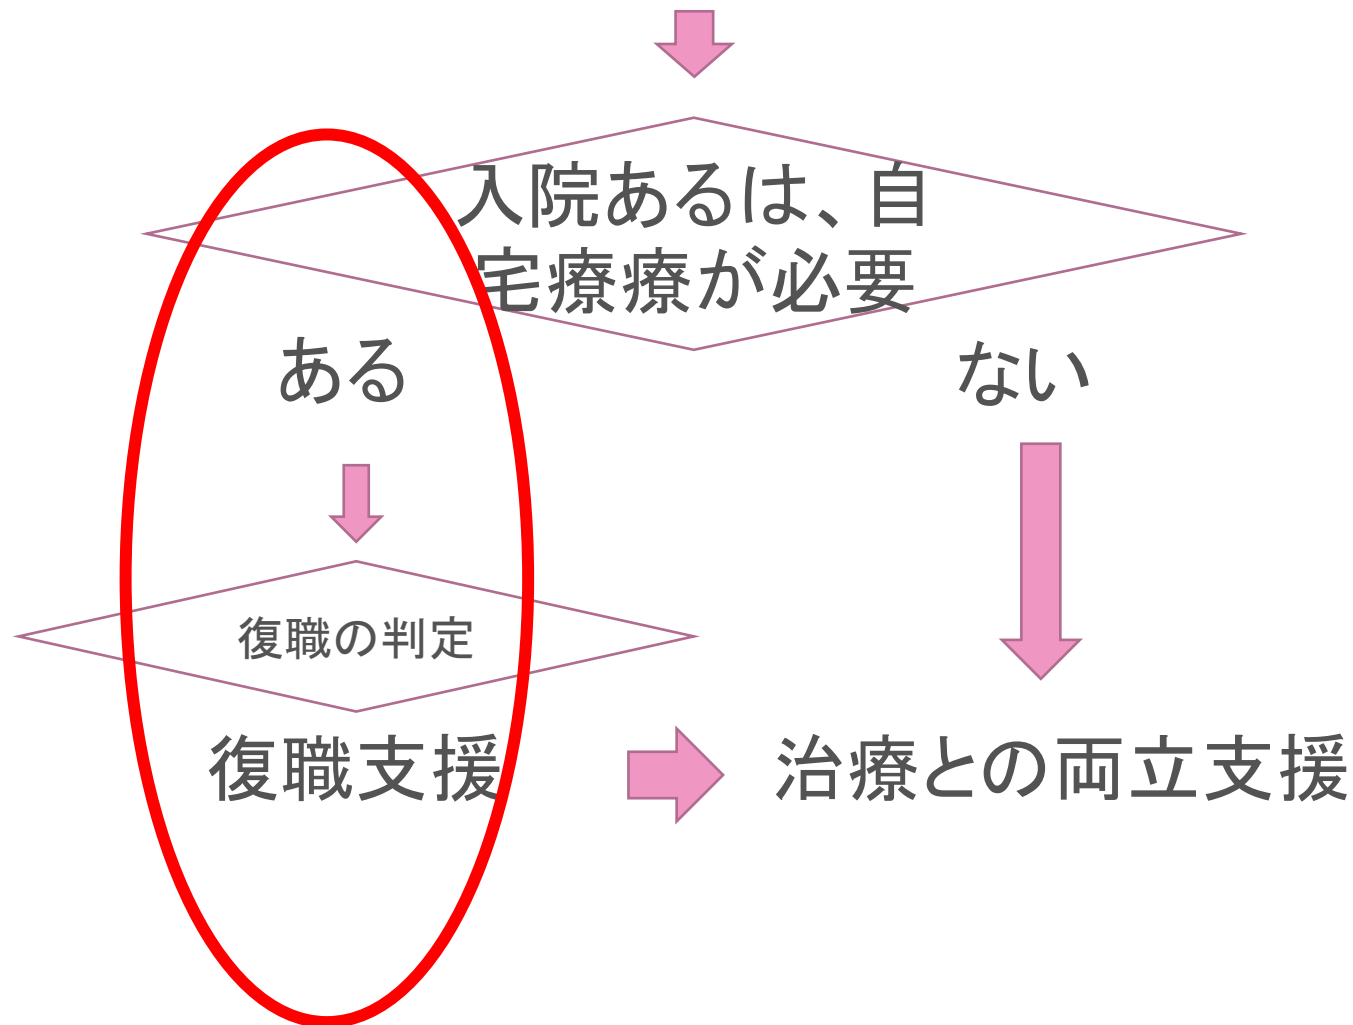 入院あるは、自
宅療療が必要
ある
ない
復職の判定
復職支援
治療との両立支援